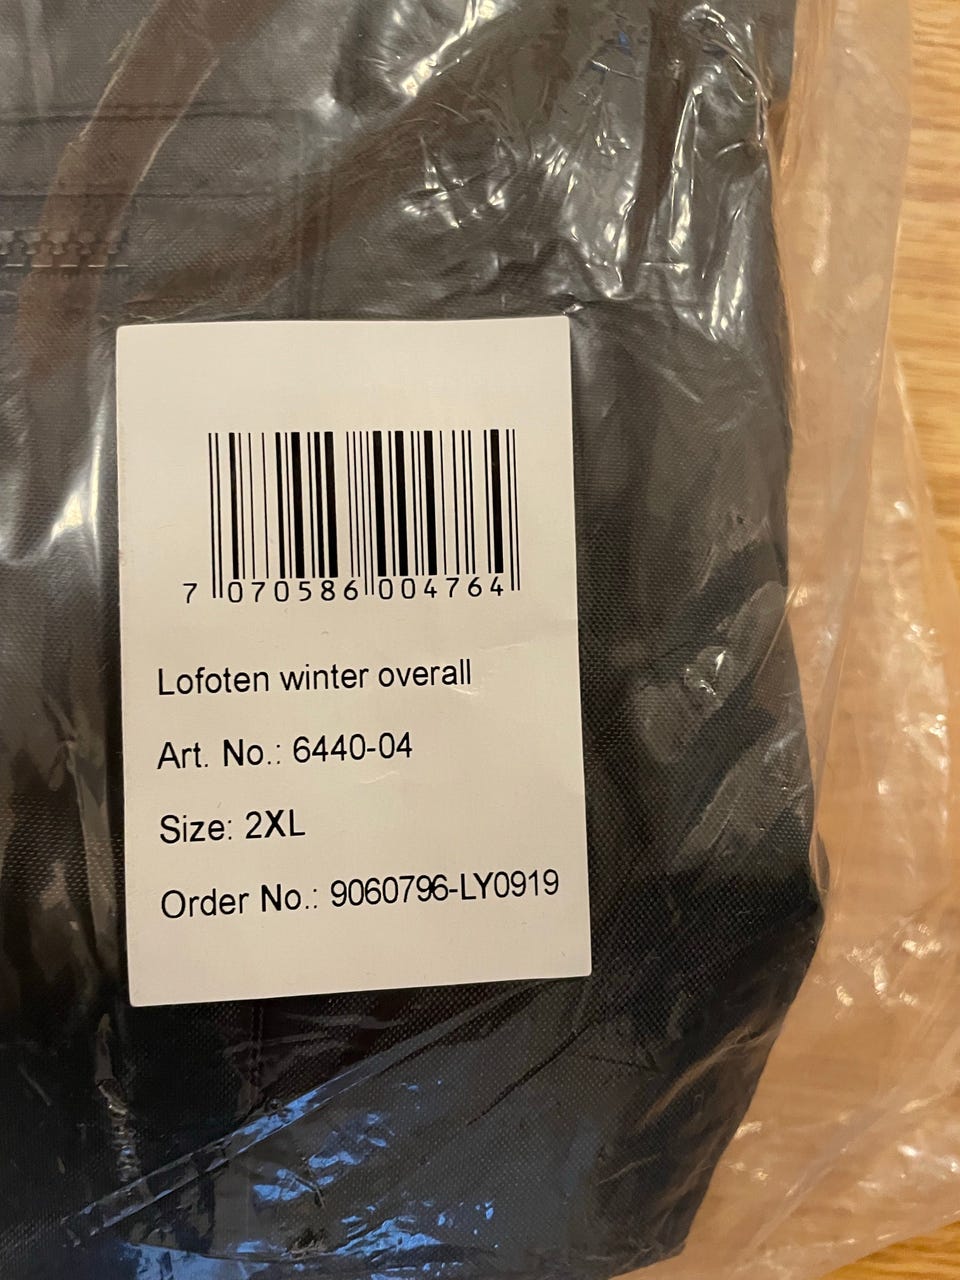 7 070586 004764
Lofoten winter overall
Art. No.: 6440-04
Size: 2XL
Order No.: 9060796-LY0919